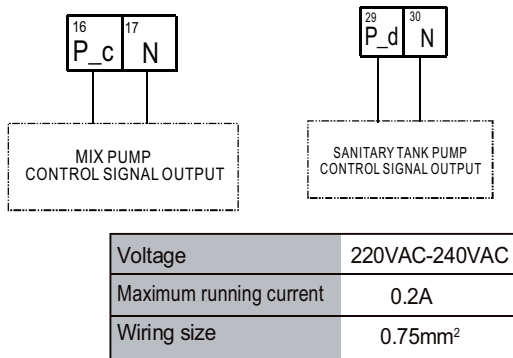 16 17
P_c N
MIX PUMP
CONTROL SIGNAL OUTPUT
29 30
P_d N
SANITARY TANK PUMP
CONTROL SIGNAL OUTPUT
Voltage 220VAC-240VAC
Maximum running current 0.2A
Wiring size 0.75mm²